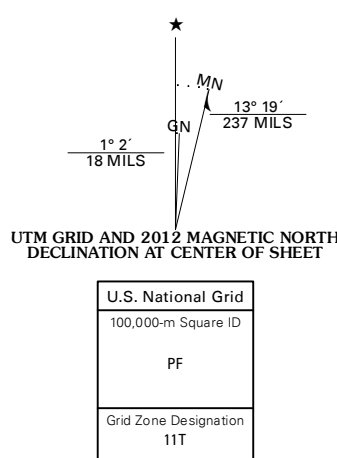 ★
MN
GN
13° 19´
237 MILS
1° 2´
18 MILS
UTM GRID AND 2012 MAGNETIC NORTH
DECLINATION AT CENTER OF SHEET
U.S. National Grid
100,000-m Square ID
PF
Grid Zone Designation
11T